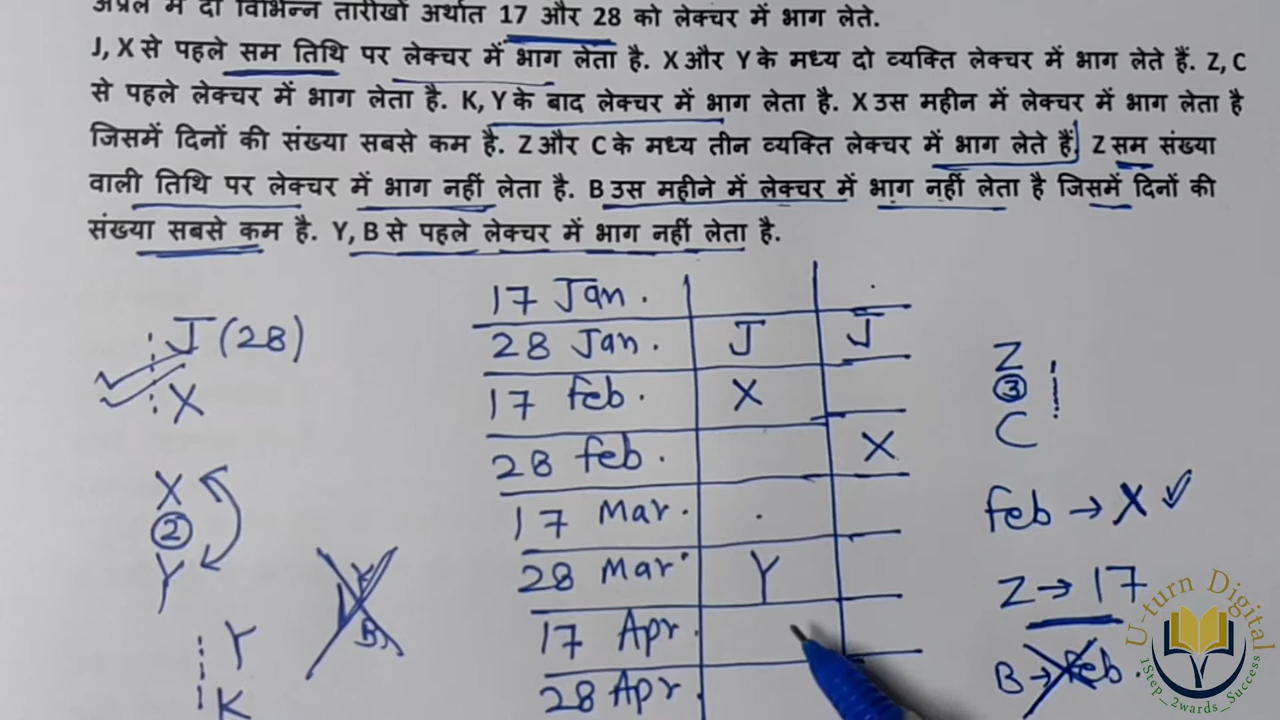 अप्रैल में दो विभिन्न तारीखों अर्थात 17 और 28 को लेक्चर में भाग लेते.
J, X से पहले सम तिथि पर लेक्चर में भाग लेता है. X और Y के मध्य दो व्यक्ति लेक्चर में भाग लेते हैं. Z, C
से पहले लेक्चर में भाग लेता है. K, Y के बाद लेक्चर में भाग लेता है. X उस महीन में लेक्चर में भाग लेता है
जिसमें दिनों की संख्या सबसे कम है. Z और C के मध्य तीन व्यक्ति लेक्चर में भाग लेते हैं. Z सम संख्या
वाली तिथि पर लेक्चर में भाग नहीं लेता है. B उस महीने में लेक्चर में भाग नहीं लेता है जिसमें दिनों की
संख्या सबसे कम है. Y, B से पहले लेक्चर में भाग नहीं लेता है.
J (28)
X
X
2
Y
Y
K
Y
B
17 Jan.
28 Jan. J J
17 feb. X
28 feb. X
17 Mar.
28 Mar. Y
17 Apr.
28 Apr.
Z
3
C
feb → X ✓
Z → 17
B → feb.
U-turn Digital
1Step_2wards_Success